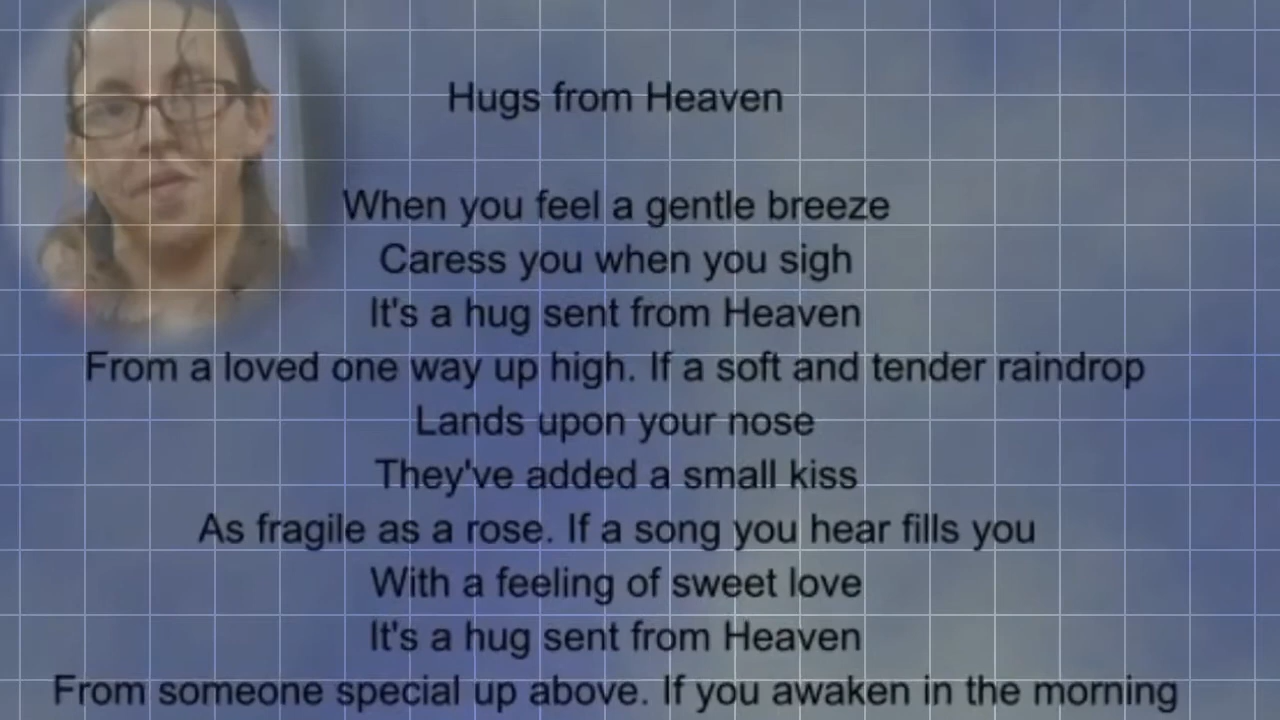 Hugs from Heaven
When you feel a gentle breeze
Caress you when you sigh
It's a hug sent from Heaven
From a loved one way up high. If a soft and tender raindrop
Lands upon your nose
They've added a small kiss
As fragile as a rose. If a song you hear fills you
With a feeling of sweet love
It's a hug sent from Heaven
From someone special up above. If you awaken in the morning